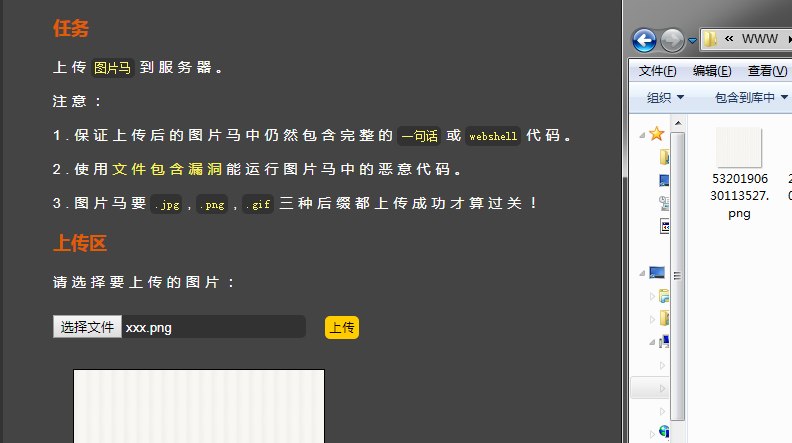 任务
上传 图片马 到服务器。
注意：
1.保证上传后的图片马中仍然包含完整的 一句话 或 webshell 代码。
2.使用文件包含漏洞能运行图片马中的恶意代码。
3.图片马要 .jpg , .png , .gif 三种后缀都上传成功才算过关！
上传区
请选择要上传的图片：
选择文件 xxx.png
上传
« WWW
文件(F) 编辑(E) 查看(V)
组织 包含到库中
53201906
30113527.
png